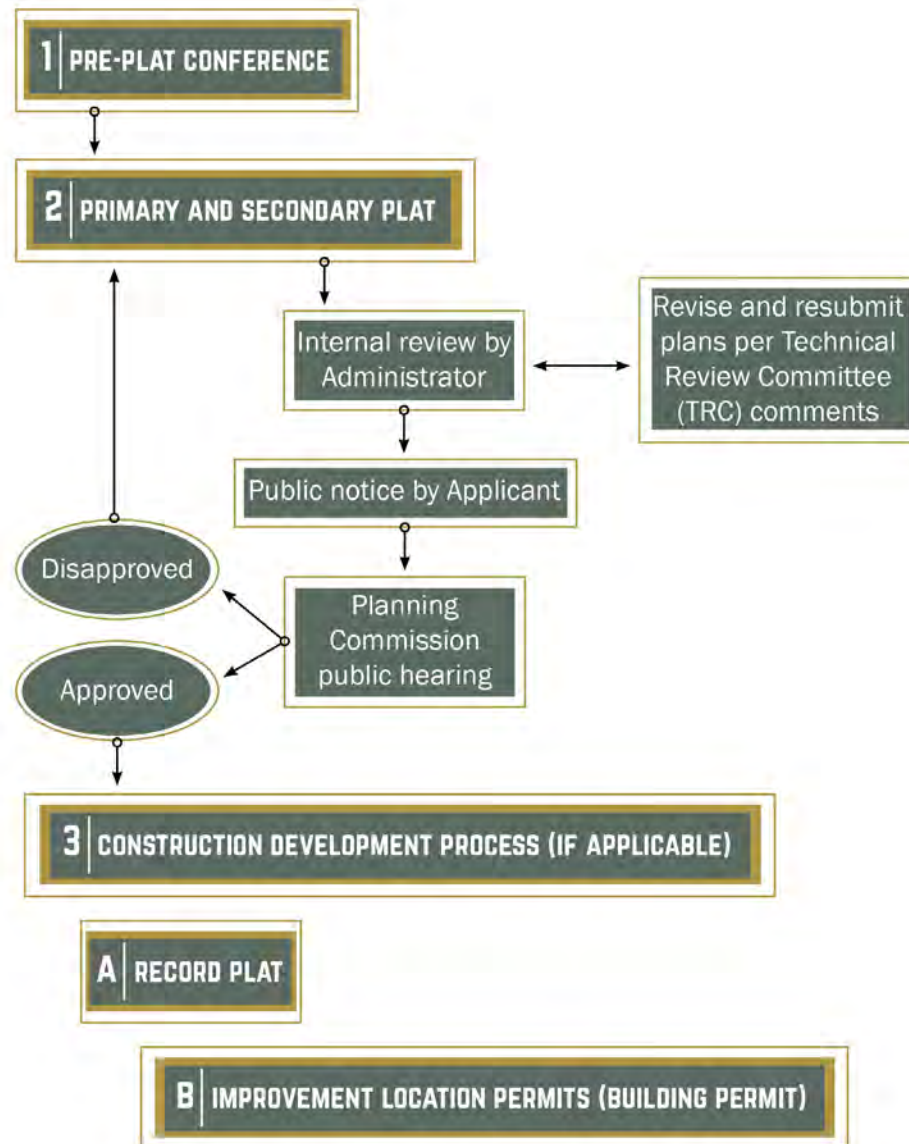 1 PRE-PLAT CONFERENCE
2 PRIMARY AND SECONDARY PLAT
Internal review by
Administrator
Revise and resubmit
plans per Technical
Review Committee
(TRC) comments
Public notice by Applicant
Planning
Commission
public hearing
Disapproved
Approved
3 CONSTRUCTION DEVELOPMENT PROCESS (IF APPLICABLE)
A RECORD PLAT
B IMPROVEMENT LOCATION PERMITS (BUILDING PERMIT)